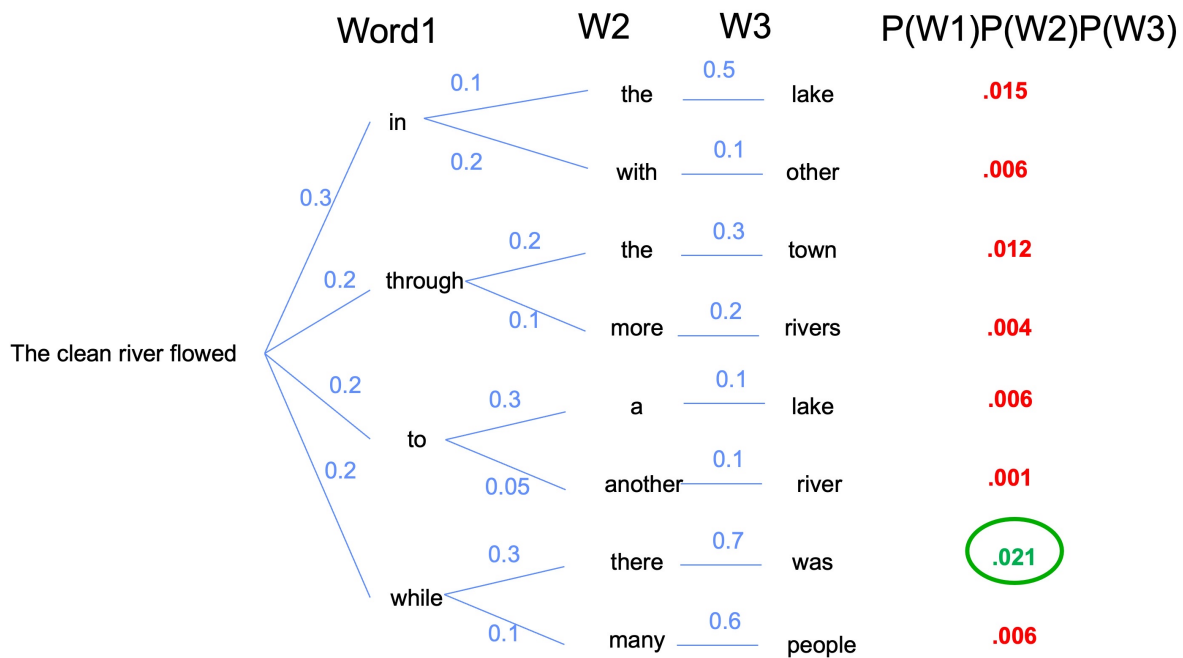 Word1 W2 W3 P(W1)P(W2)P(W3)
0.1 the 0.5 lake .015
in
0.2 with 0.1 other .006
0.3
0.2 the 0.3 town .012
0.2 through
0.1 more 0.2 rivers .004
The clean river flowed
0.2 0.3 a 0.1 lake .006
to
0.05 another 0.1 river .001
0.2
0.3 there 0.7 was .021
while
0.1 many 0.6 people .006